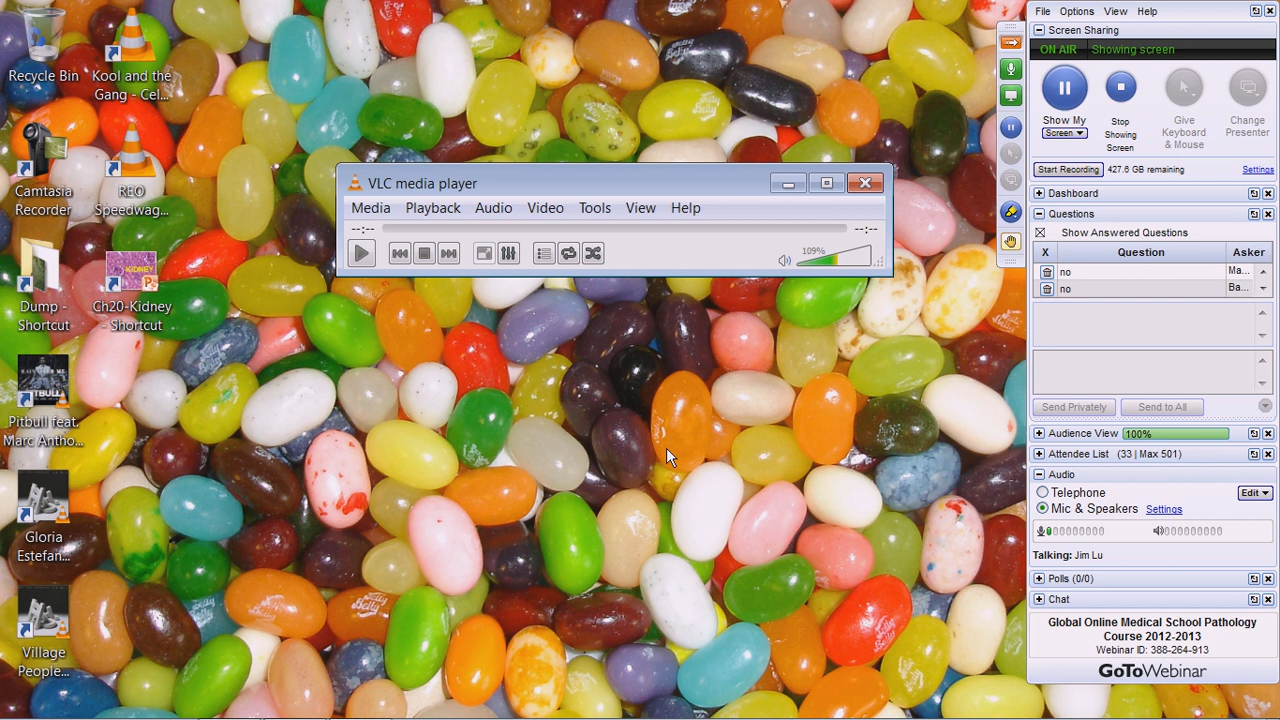 Recycle Bin
Kool and the
Gang - Cel...
Camtasia
Recorder
REO
Speedwag...
Dump -
Shortcut
KIDNEY
Ch20-Kidney
- Shortcut
PITBULL
Pitbull feat.
Marc Antho...
Gloria
Estefan...
Village
People...
VLC media player
Media Playback Audio Video Tools View Help
--:-- --:--
109%
File Options View Help
Screen Sharing
ON AIR Showing screen
Show My
Screen
Stop
Showing
Screen
Give
Keyboard
& Mouse
Change
Presenter
Start Recording 427.6 GB remaining Settings
Dashboard
Questions
Show Answered Questions
X Question Asker
no Ma...
no Ba...
Send Privately Send to All
Audience View 100%
Attendee List (33 | Max 501)
Audio
Telephone Edit
Mic & Speakers Settings
Talking: Jim Lu
Polls (0/0)
Chat
Global Online Medical School Pathology
Course 2012-2013
Webinar ID: 388-264-913
GoToWebinar